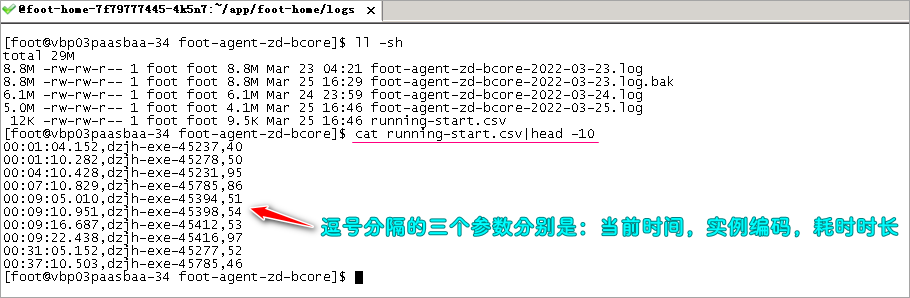 @foot-home-7f79777445-4k5n7:~/app/foot-home/logs
[foot@vbp03paasbaa-34 foot-agent-zd-bcore]$ ll -sh
total 29M
8.8M -rw-rw-r-- 1 foot foot 8.8M Mar 23 04:21 foot-agent-zd-bcore-2022-03-23.log
8.8M -rw-rw-r-- 1 foot foot 8.8M Mar 25 16:29 foot-agent-zd-bcore-2022-03-23.log.bak
6.1M -rw-rw-r-- 1 foot foot 6.1M Mar 24 23:59 foot-agent-zd-bcore-2022-03-24.log
5.0M -rw-rw-r-- 1 foot foot 4.1M Mar 25 16:46 foot-agent-zd-bcore-2022-03-25.log
12K -rw-rw-r-- 1 foot foot 9.5K Mar 25 16:46 running-start.csv
[foot@vbp03paasbaa-34 foot-agent-zd-bcore]$ cat running-start.csv|head -10
00:01:04.152,dzjh-exe-45237,40
00:01:10.282,dzjh-exe-45278,50
00:04:10.428,dzjh-exe-45231,95
00:07:10.829,dzjh-exe-45785,86
00:09:05.010,dzjh-exe-45394,51
00:09:10.951,dzjh-exe-45398,54
00:09:16.687,dzjh-exe-45412,53
00:09:22.438,dzjh-exe-45416,97
00:31:05.152,dzjh-exe-45277,52
00:37:10.503,dzjh-exe-45785,46
逗号分隔的三个参数分别是：当前时间，实例编码，耗时时长
[foot@vbp03paasbaa-34 foot-agent-zd-bcore]$